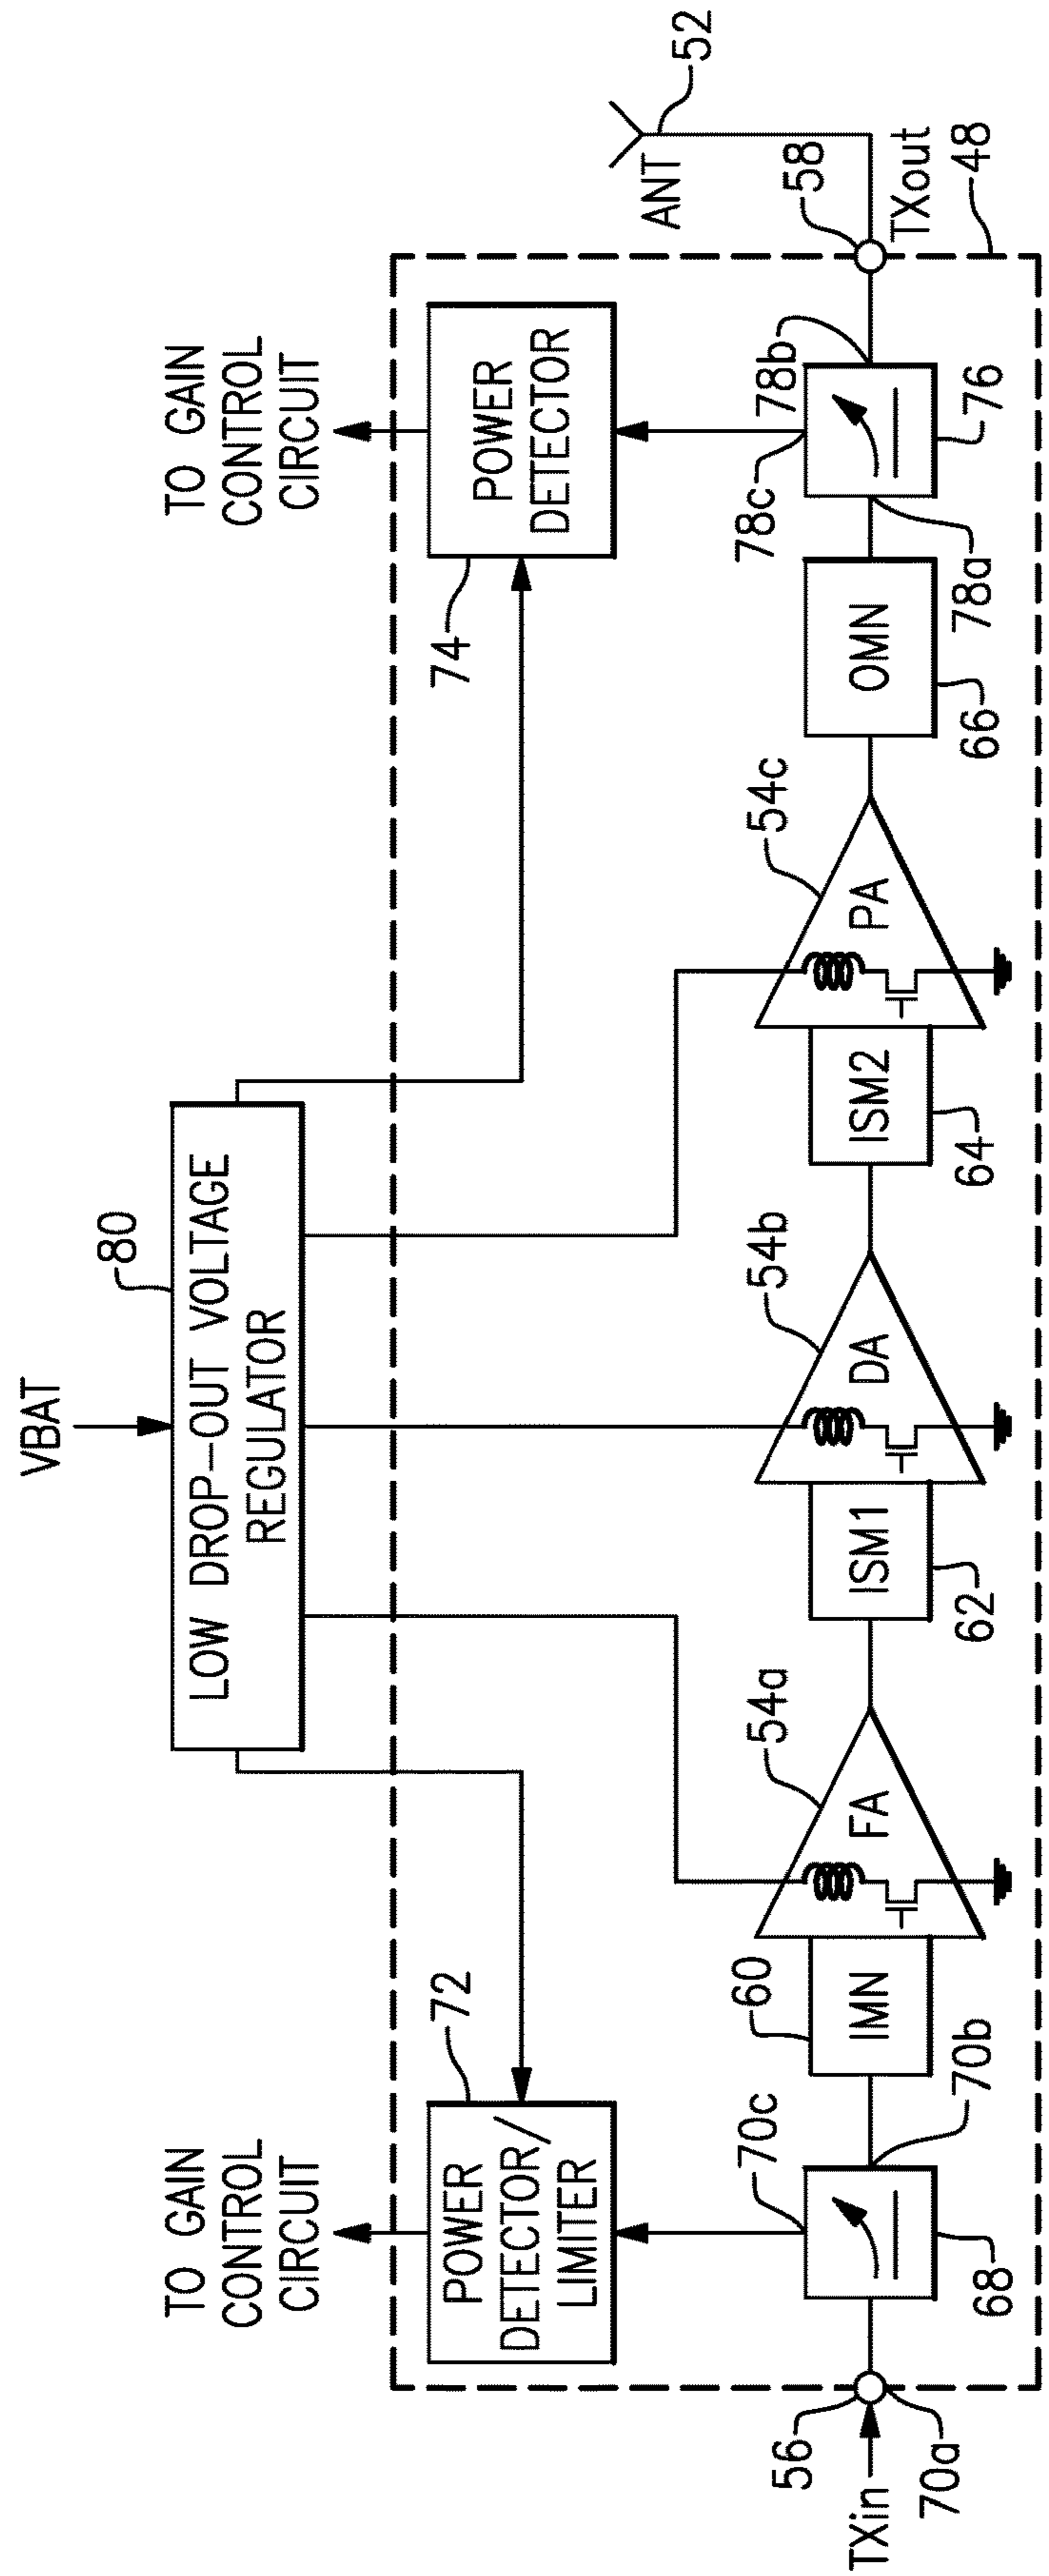 VBAT
80
LOW DROP-OUT VOLTAGE
REGULATOR
TO GAIN
CONTROL
CIRCUIT
TO GAIN
CONTROL
CIRCUIT
72
POWER
DETECTOR/
LIMITER
74
POWER
DETECTOR
ANT
52
70c
60
54a
54b
54c
78c
78b
58
56
TXin
70a
68
70b
IMN
FA
ISM1
62
DA
ISM2
64
PA
OMN
66
78a
76
TXout
48